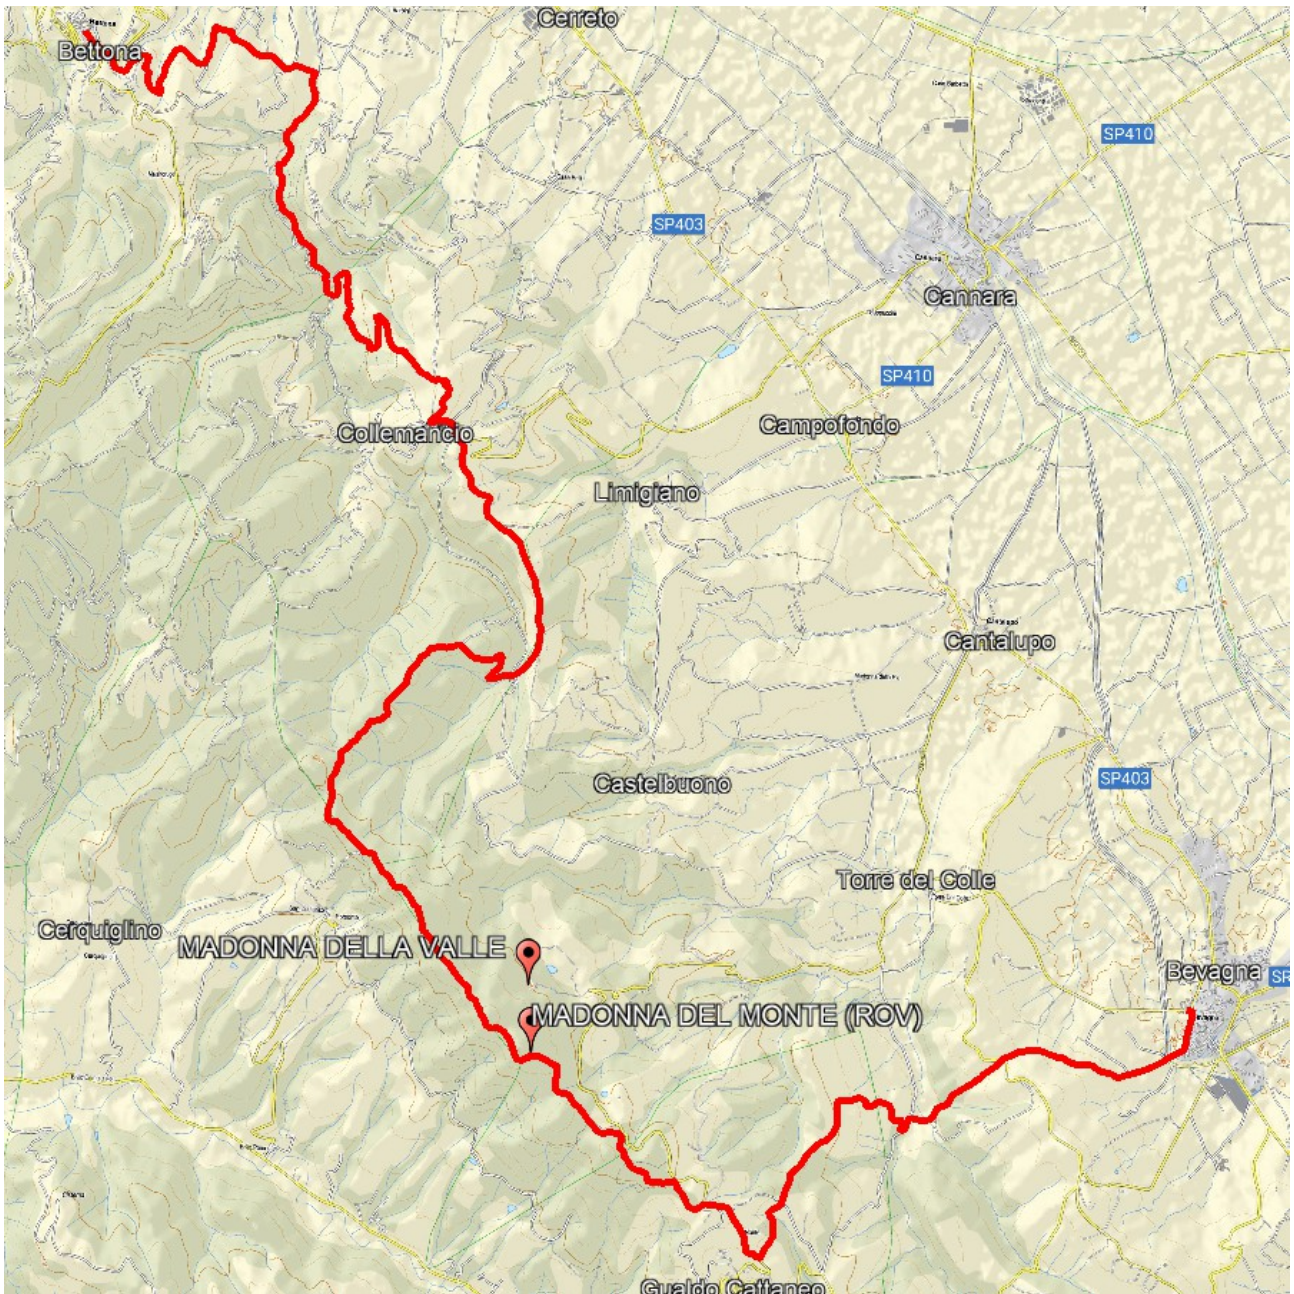 Cerreto
Bettona
SP410
SP403
Cannara
SP410
Campofondo
Collemancio
Limigiano
Cantalupo
SP403
Castelbuono
Torre del Colle
Cerquiglino
MADONNA DELLA VALLE
Bevagna
MADONNA DEL MONTE (ROV)
Gualdo Cattaneo